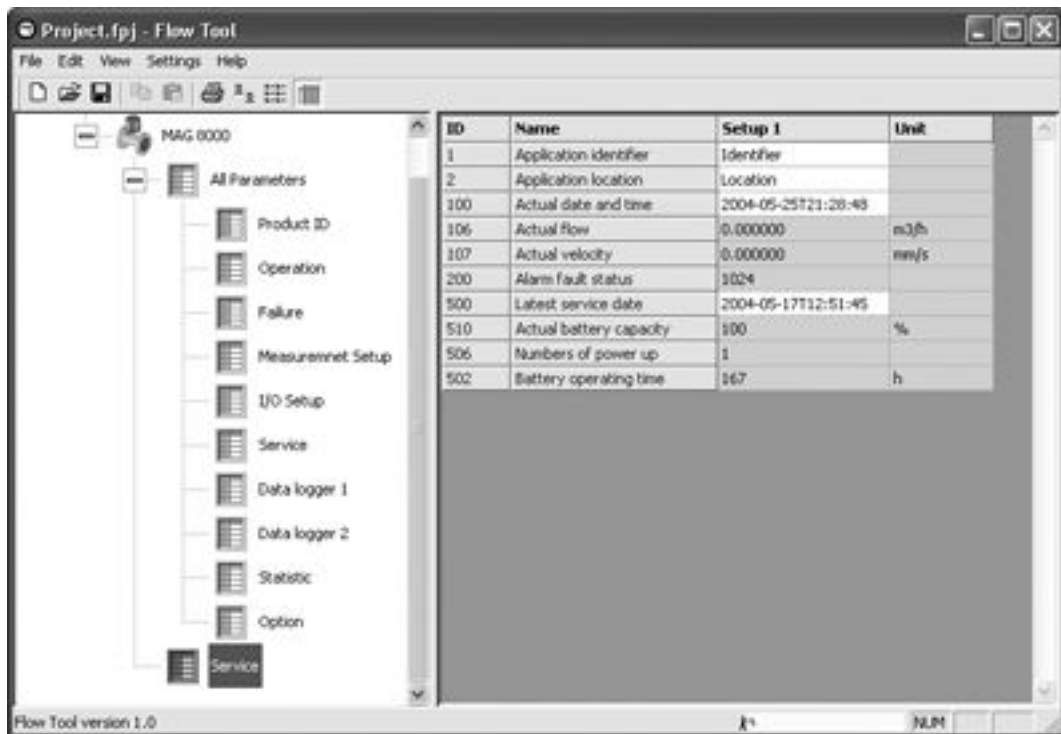 Project.fpj - Flow Tool
File Edit View Settings Help
MAG 8000
All Parameters
Product ID
Operation
Failure
Measuremnet Setup
I/O Setup
Service
Data logger 1
Data logger 2
Statistic
Option
Service
ID Name Setup 1 Unit
1 Application identifier Identifier
2 Application location Location
100 Actual date and time 2004-05-25T21:28:48
106 Actual flow 0.000000 m3/h
107 Actual velocity 0.000000 mm/s
200 Alarm fault status 1024
500 Latest service date 2004-05-17T12:51:45
510 Actual battery capacity 100 %
506 Numbers of power up 1
502 Battery operating time 167 h
Flow Tool version 1.0
NUM